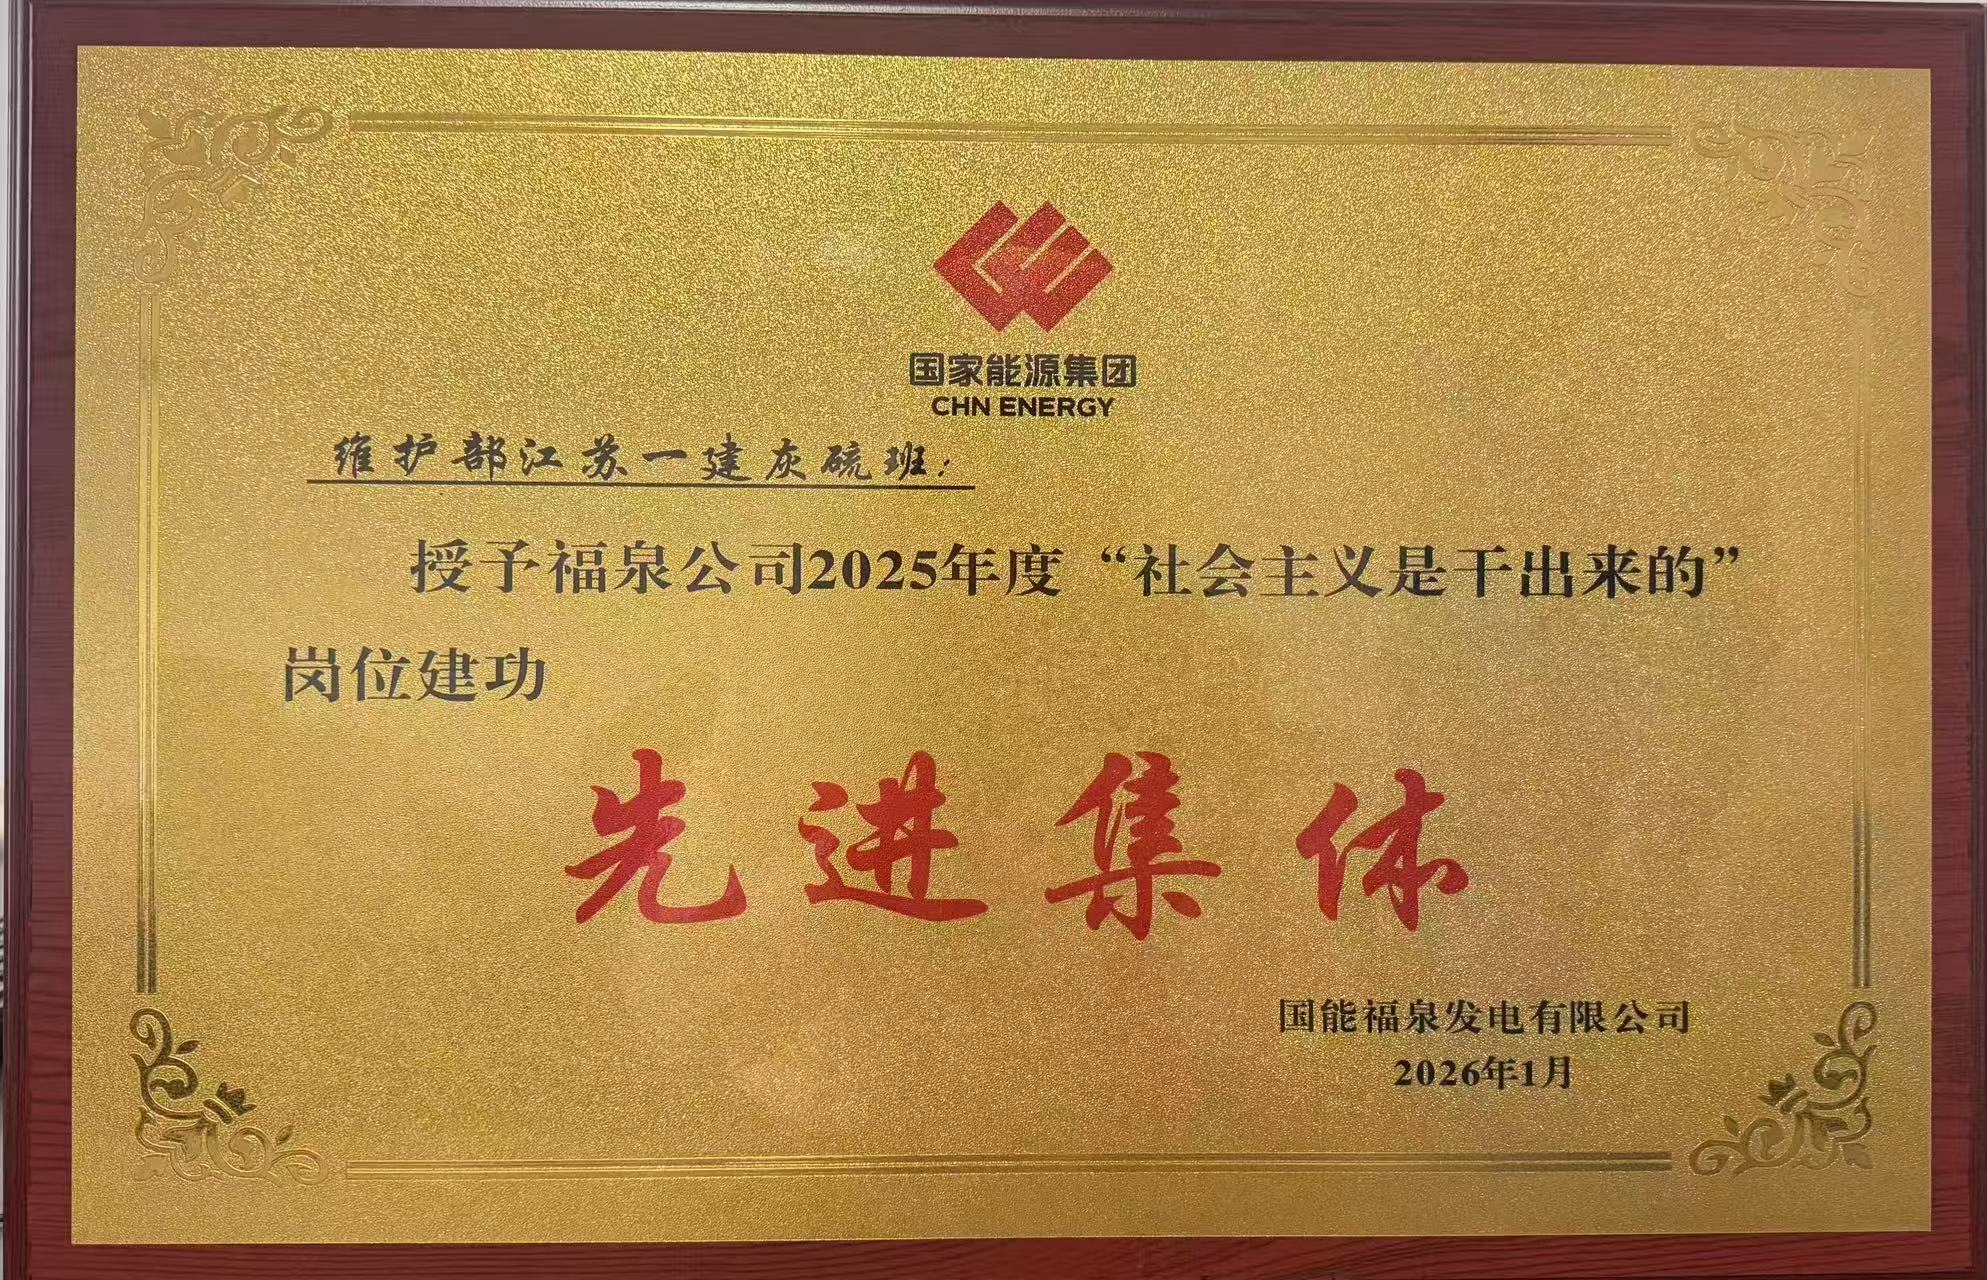 国家能源集团
CHN ENERGY
维护部江苏一建灰硫班：
授予福泉公司2025年度“社会主义是干出来的”
岗位建功
先进集体
国能福泉发电有限公司
2026年1月